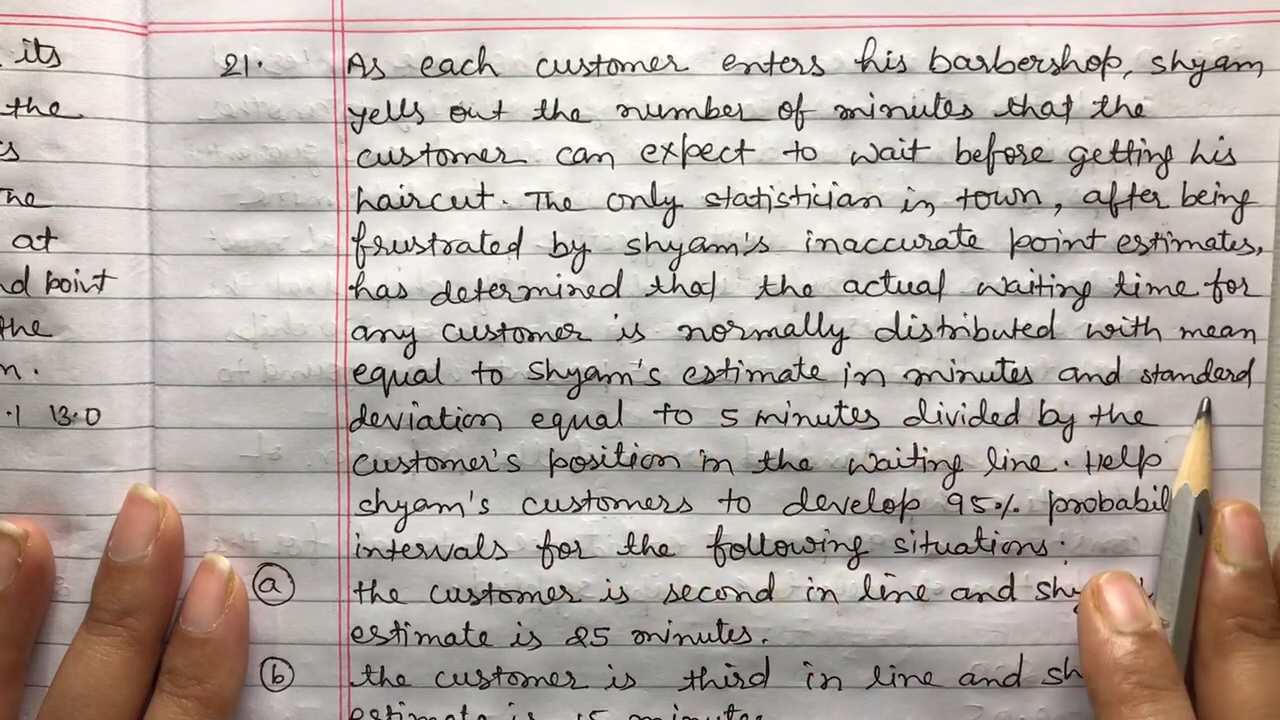 its
the
s
The
at
nd point
the
n.
.1 13.0
21. As each customer enters his barbershop, shyam
yells out the number of minutes that the
customer can expect to wait before getting his
haircut. The only statistician in town, after being
frustrated by shyam's inaccurate point estimates,
has determined that the actual waiting time for
any customer is normally distributed with mean
equal to shyam's estimate in minutes and standard
deviation equal to 5 minutes divided by the
customer's position in the waiting line. Help
shyam's customers to develop 95% probabil
intervals for the following situations.
(a) the customer is second in line and shy
estimate is 25 minutes.
(b) the customer is third in line and sh
estimate is 15 minutes